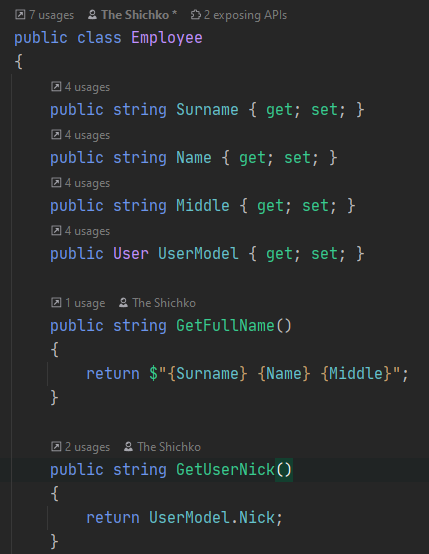 7 usages The Shichko * 2 exposing APIs
public class Employee
{
4 usages
public string Surname { get; set; }
4 usages
public string Name { get; set; }
4 usages
public string Middle { get; set; }
4 usages
public User UserModel { get; set; }
1 usage The Shichko
public string GetFullName()
{
return $"{Surname} {Name} {Middle}";
}
2 usages The Shichko
public string GetUserNick()
{
return UserModel.Nick;
}